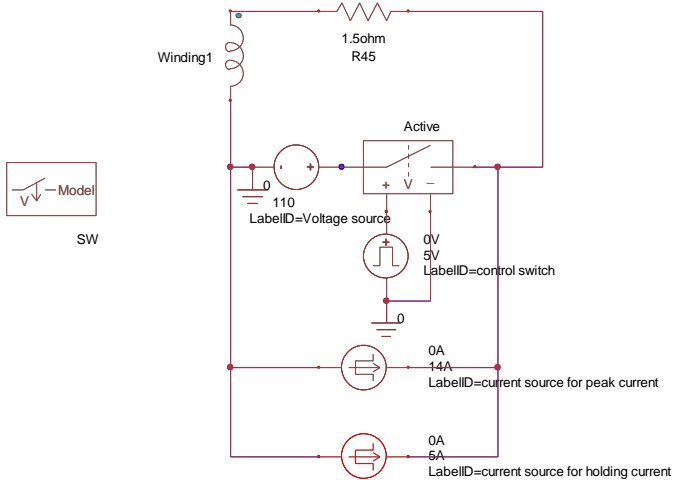 1.5ohm
R45
Winding1
Active
+ V −
- +
0
110
LabelID=Voltage source
V Model
SW
+
0V
5V
LabelID=control switch
0
0A
14A
LabelID=current source for peak current
0A
5A
LabelID=current source for holding current